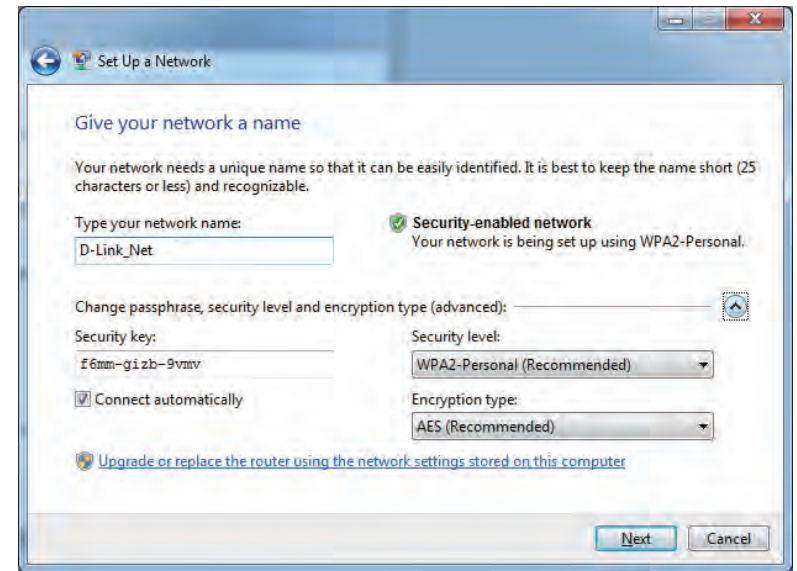 Set Up a Network
Give your network a name
Your network needs a unique name so that it can be easily identified. It is best to keep the name short (25
characters or less) and recognizable.
Type your network name:
D-Link_Net
Security-enabled network
Your network is being set up using WPA2-Personal.
Change passphrase, security level and encryption type (advanced):
Security key:
f6mm-gizb-9vmv
Security level:
WPA2-Personal (Recommended)
Connect automatically
Encryption type:
AES (Recommended)
Upgrade or replace the router using the network settings stored on this computer
Next
Cancel